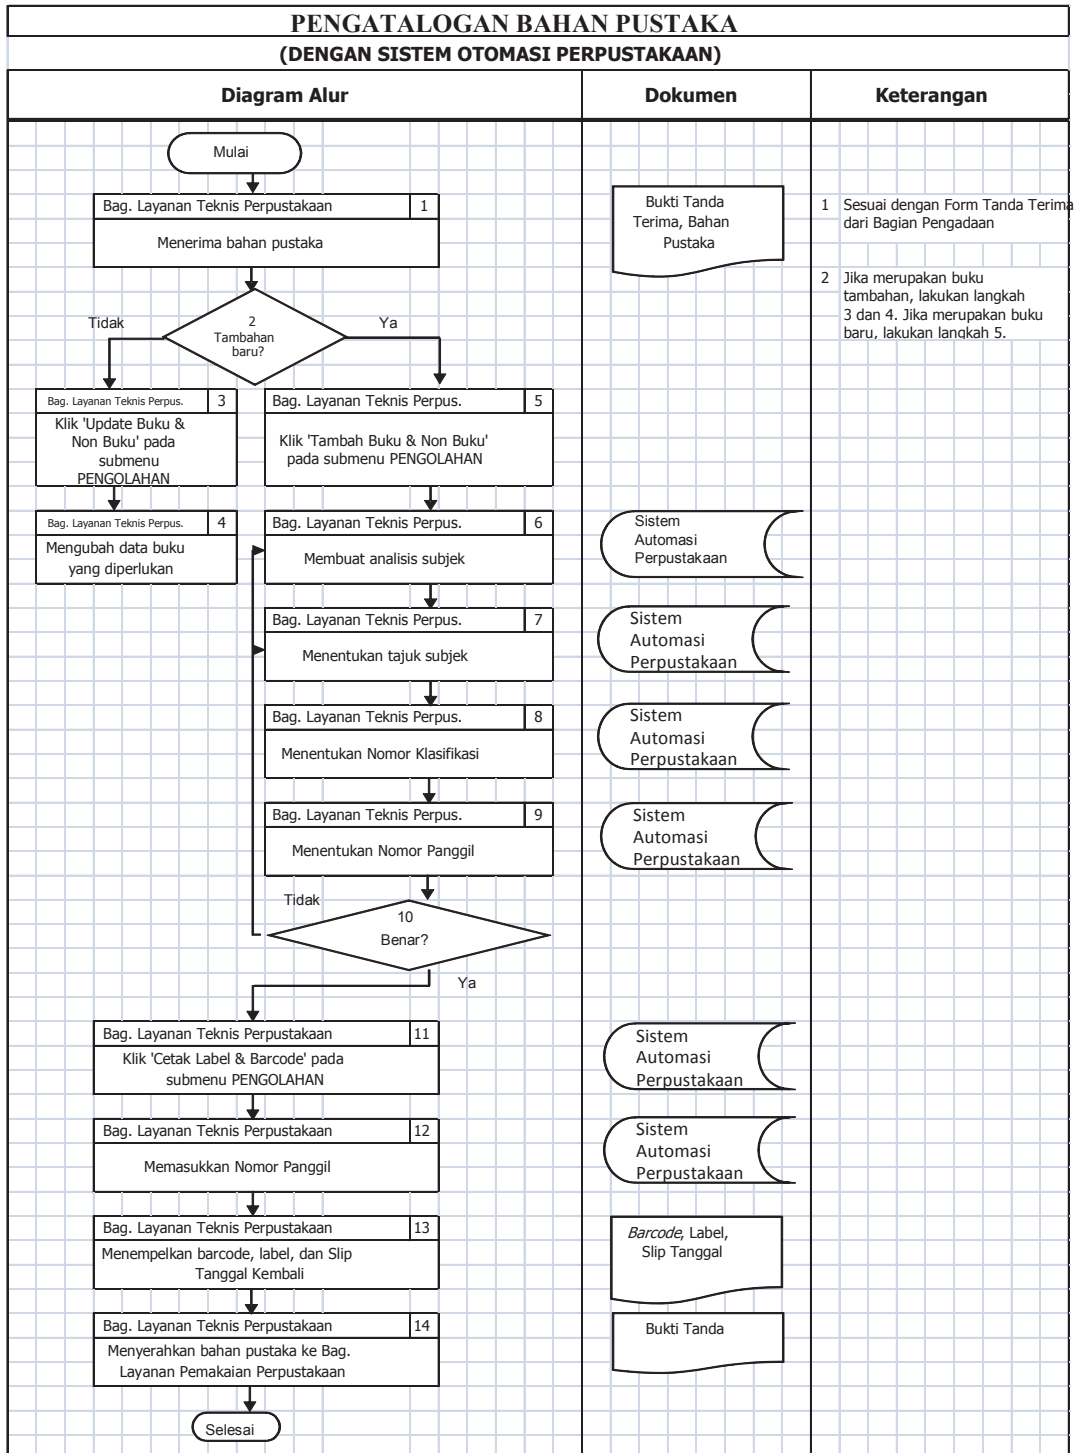 PENGATALOGAN BAHAN PUSTAKA
(DENGAN SISTEM OTOMASI PERPUSTAKAAN)
Diagram Alur
Dokumen
Keterangan
Mulai
Bag. Layanan Teknis Perpustakaan 1
Menerima bahan pustaka
Bukti Tanda
Terima, Bahan
Pustaka
1 Sesuai dengan Form Tanda Terima
dari Bagian Pengadaan
2 Jika merupakan buku
tambahan, lakukan langkah
3 dan 4. Jika merupakan buku
baru, lakukan langkah 5.
2
Tambahan
baru?
Tidak
Ya
Bag. Layanan Teknis Perpus. 3
Klik 'Update Buku &
Non Buku' pada
submenu
PENGOLAHAN
Bag. Layanan Teknis Perpus. 5
Klik 'Tambah Buku & Non Buku'
pada submenu PENGOLAHAN
Bag. Layanan Teknis Perpus. 4
Mengubah data buku
yang diperlukan
Bag. Layanan Teknis Perpus. 6
Membuat analisis subjek
Sistem
Automasi
Perpustakaan
Bag. Layanan Teknis Perpus. 7
Menentukan tajuk subjek
Sistem
Automasi
Perpustakaan
Bag. Layanan Teknis Perpus. 8
Menentukan Nomor Klasifikasi
Sistem
Automasi
Perpustakaan
Bag. Layanan Teknis Perpus. 9
Menentukan Nomor Panggil
Sistem
Automasi
Perpustakaan
Tidak
10
Benar?
Ya
Bag. Layanan Teknis Perpustakaan 11
Klik 'Cetak Label & Barcode' pada
submenu PENGOLAHAN
Sistem
Automasi
Perpustakaan
Bag. Layanan Teknis Perpustakaan 12
Memasukkan Nomor Panggil
Sistem
Automasi
Perpustakaan
Bag. Layanan Teknis Perpustakaan 13
Menempelkan barcode, label, dan Slip
Tanggal Kembali
Barcode, Label,
Slip Tanggal
Bag. Layanan Teknis Perpustakaan 14
Menyerahkan bahan pustaka ke Bag.
Layanan Pemakaian Perpustakaan
Bukti Tanda
Selesai